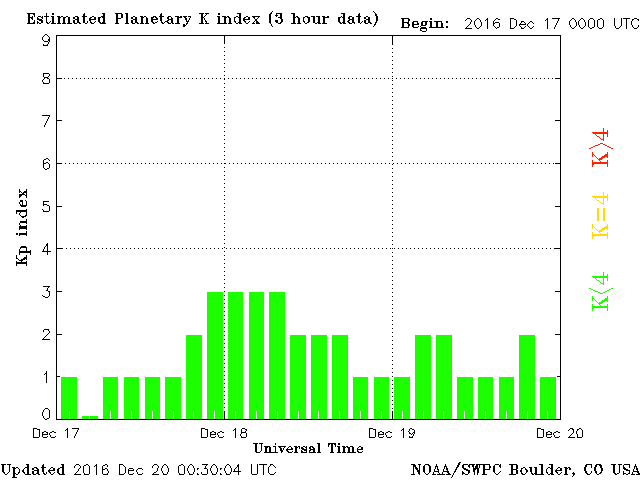 Estimated Planetary K index (3 hour data)
Begin: 2016 Dec 17 0000 UTC
9
8
7
6
5
4
3
2
1
0
Kp index
K>4
K=4
K<4
Dec 17 Dec 18 Dec 19 Dec 20
Universal Time
Updated 2016 Dec 20 00:30:04 UTC
NOAA/SWPC Boulder, CO USA